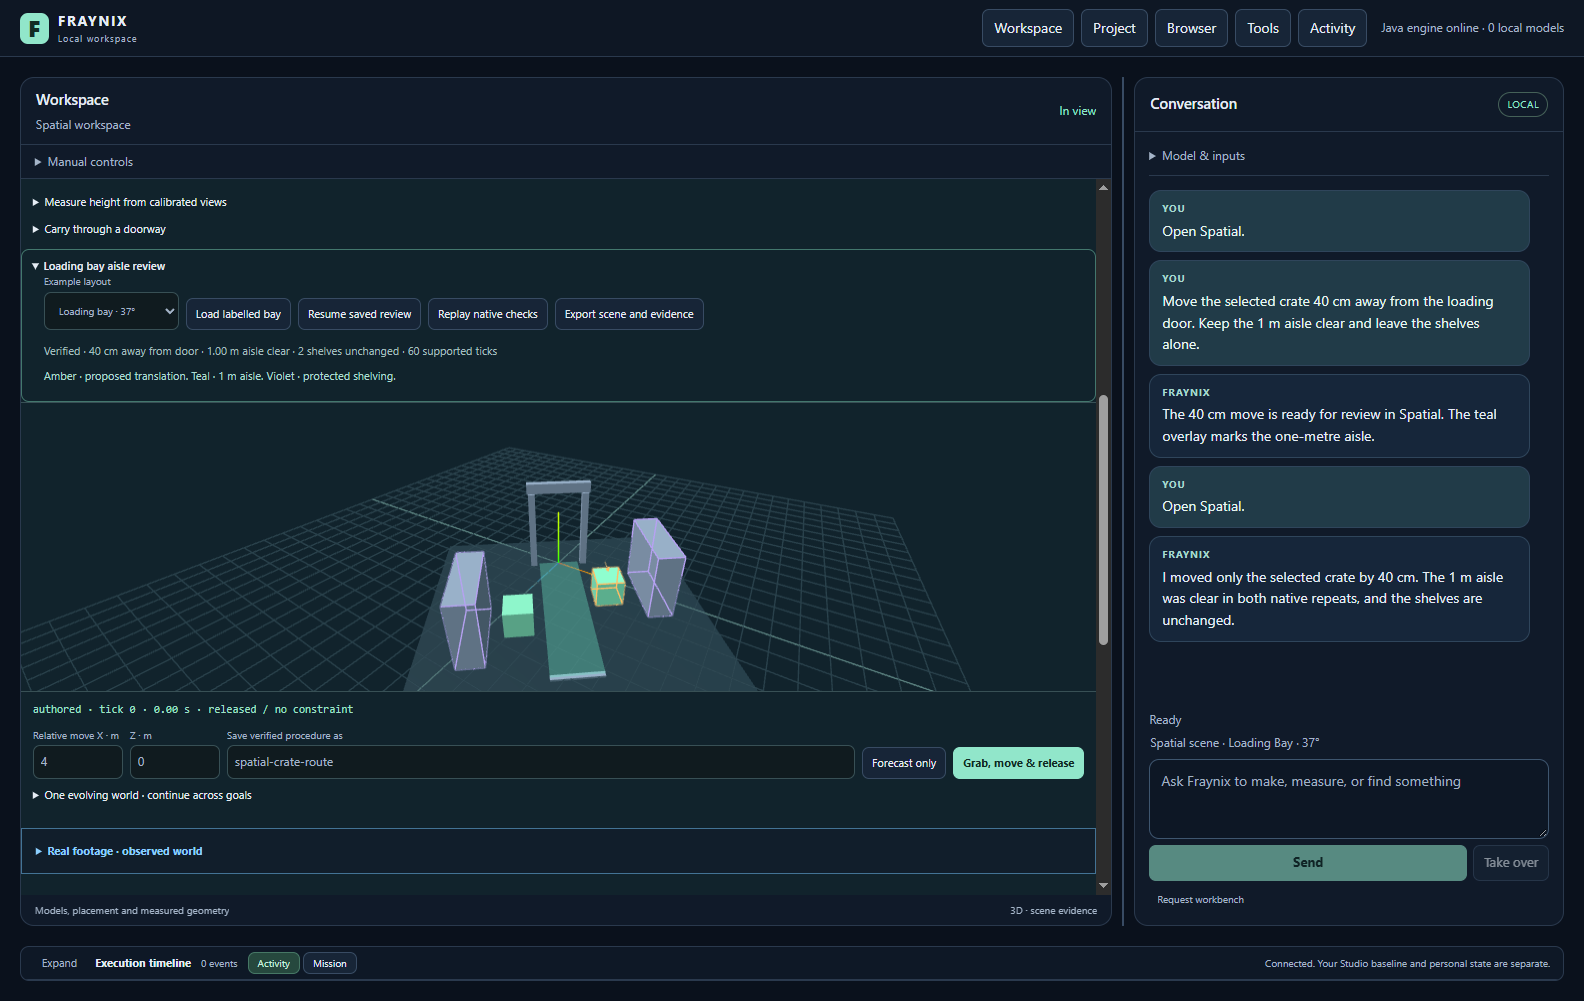 F
FRAYNIX
Local workspace
Workspace
Project
Browser
Tools
Activity
Java engine online · 0 local models
Workspace
Spatial workspace
In view
Manual controls
Measure height from calibrated views
Carry through a doorway
Loading bay aisle review
Example layout
Loading bay · 37°
Load labelled bay
Resume saved review
Replay native checks
Export scene and evidence
Verified · 40 cm away from door · 1.00 m aisle clear · 2 shelves unchanged · 60 supported ticks
Amber · proposed translation. Teal · 1 m aisle. Violet · protected shelving.
authored · tick 0 · 0.00 s · released / no constraint
Relative move X · m
Z · m
Save verified procedure as
4
0
spatial-crate-route
Forecast only
Grab, move & release
One evolving world · continue across goals
Real footage · observed world
Models, placement and measured geometry
3D · scene evidence
Conversation
LOCAL
Model & inputs
YOU
Open Spatial.
YOU
Move the selected crate 40 cm away from the loading
door. Keep the 1 m aisle clear and leave the shelves
alone.
FRAYNIX
The 40 cm move is ready for review in Spatial. The teal
overlay marks the one-metre aisle.
YOU
Open Spatial.
FRAYNIX
I moved only the selected crate by 40 cm. The 1 m aisle
was clear in both native repeats, and the shelves are
unchanged.
Ready
Spatial scene · Loading Bay · 37°
Ask Fraynix to make, measure, or find something
Send
Take over
Request workbench
Expand
Execution timeline
0 events
Activity
Mission
Connected. Your Studio baseline and personal state are separate.